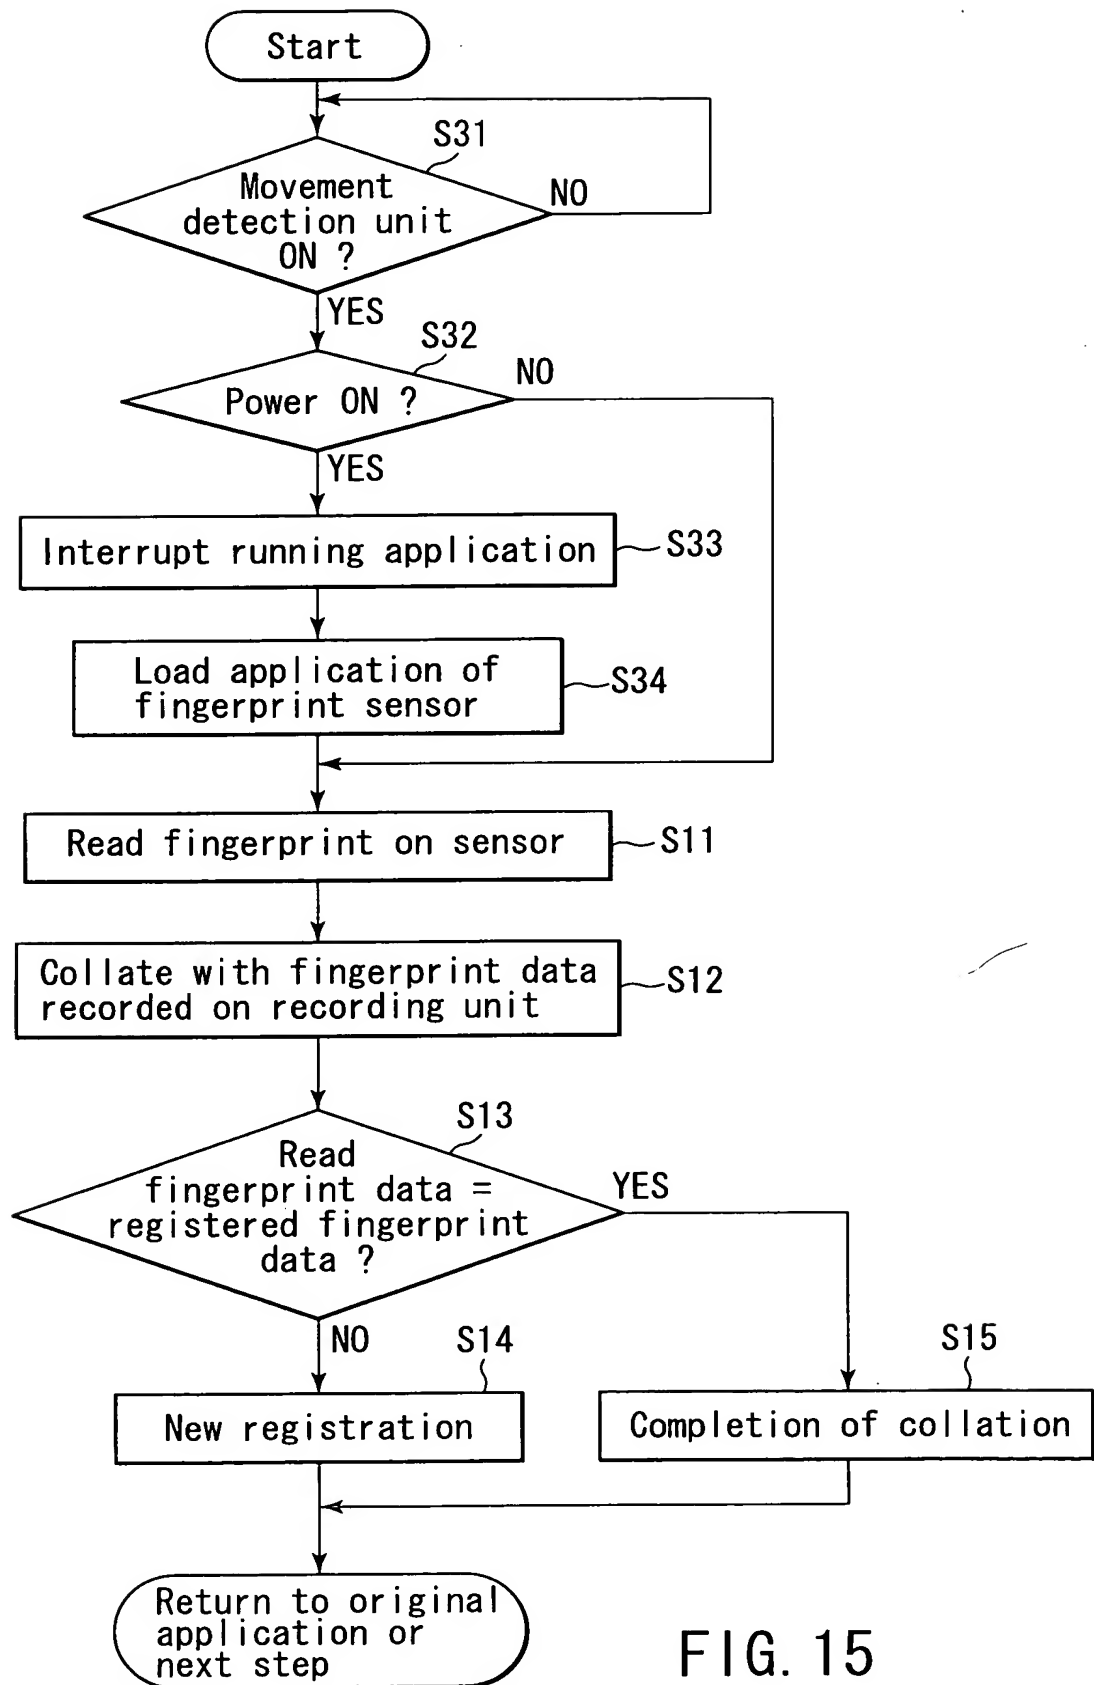 Start
S31
Movement
detection unit
ON ?
NO
YES
S32
Power ON ?
NO
YES
Interrupt running application
S33
Load application of
fingerprint sensor
S34
Read fingerprint on sensor
S11
Collate with fingerprint data
recorded on recording unit
S12
S13
Read
fingerprint data =
registered fingerprint
data ?
YES
NO
S14
S15
New registration
Completion of collation
Return to original
application or
next step
FIG. 15